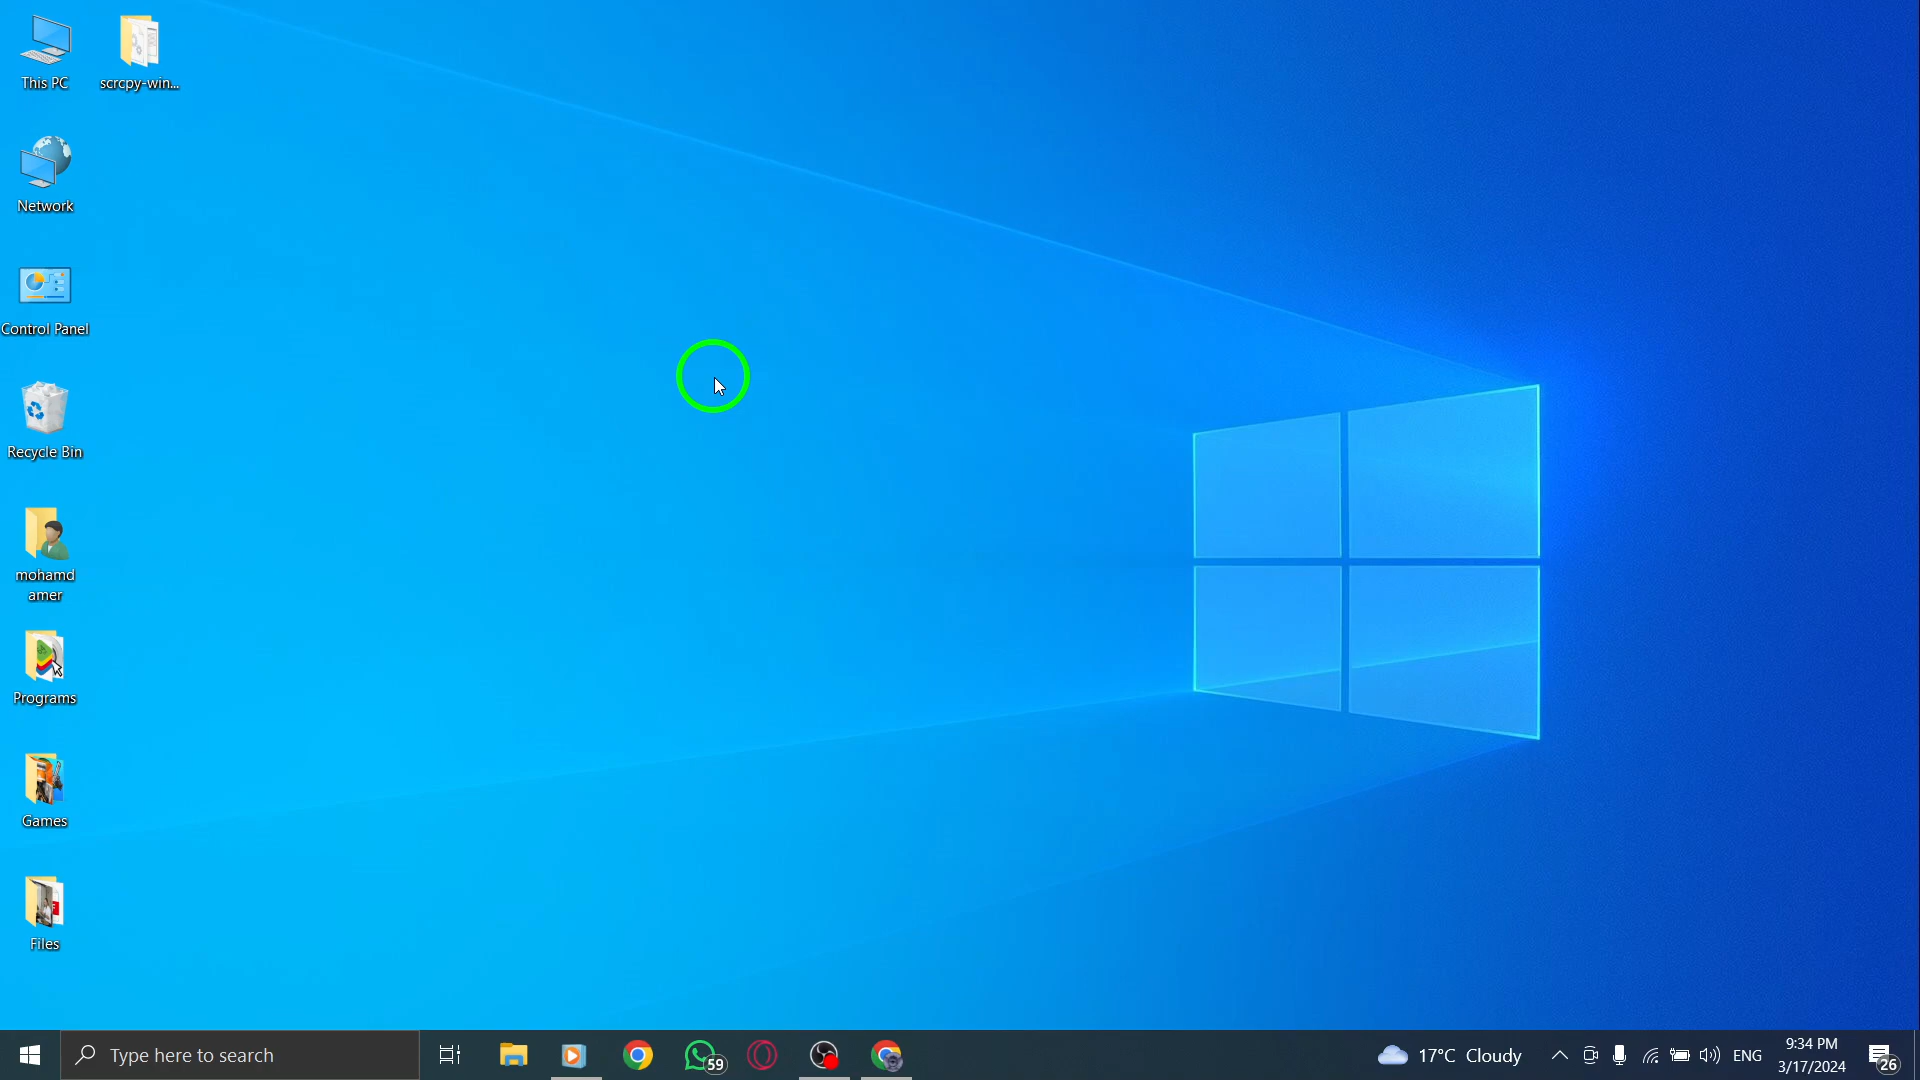 This PC
scrcpy-win...
Network
Control Panel
Recycle Bin
mohamd
amer
Programs
Games
Files
Type here to search
59
17°C Cloudy
ENG
9:34 PM
3/17/2024
26